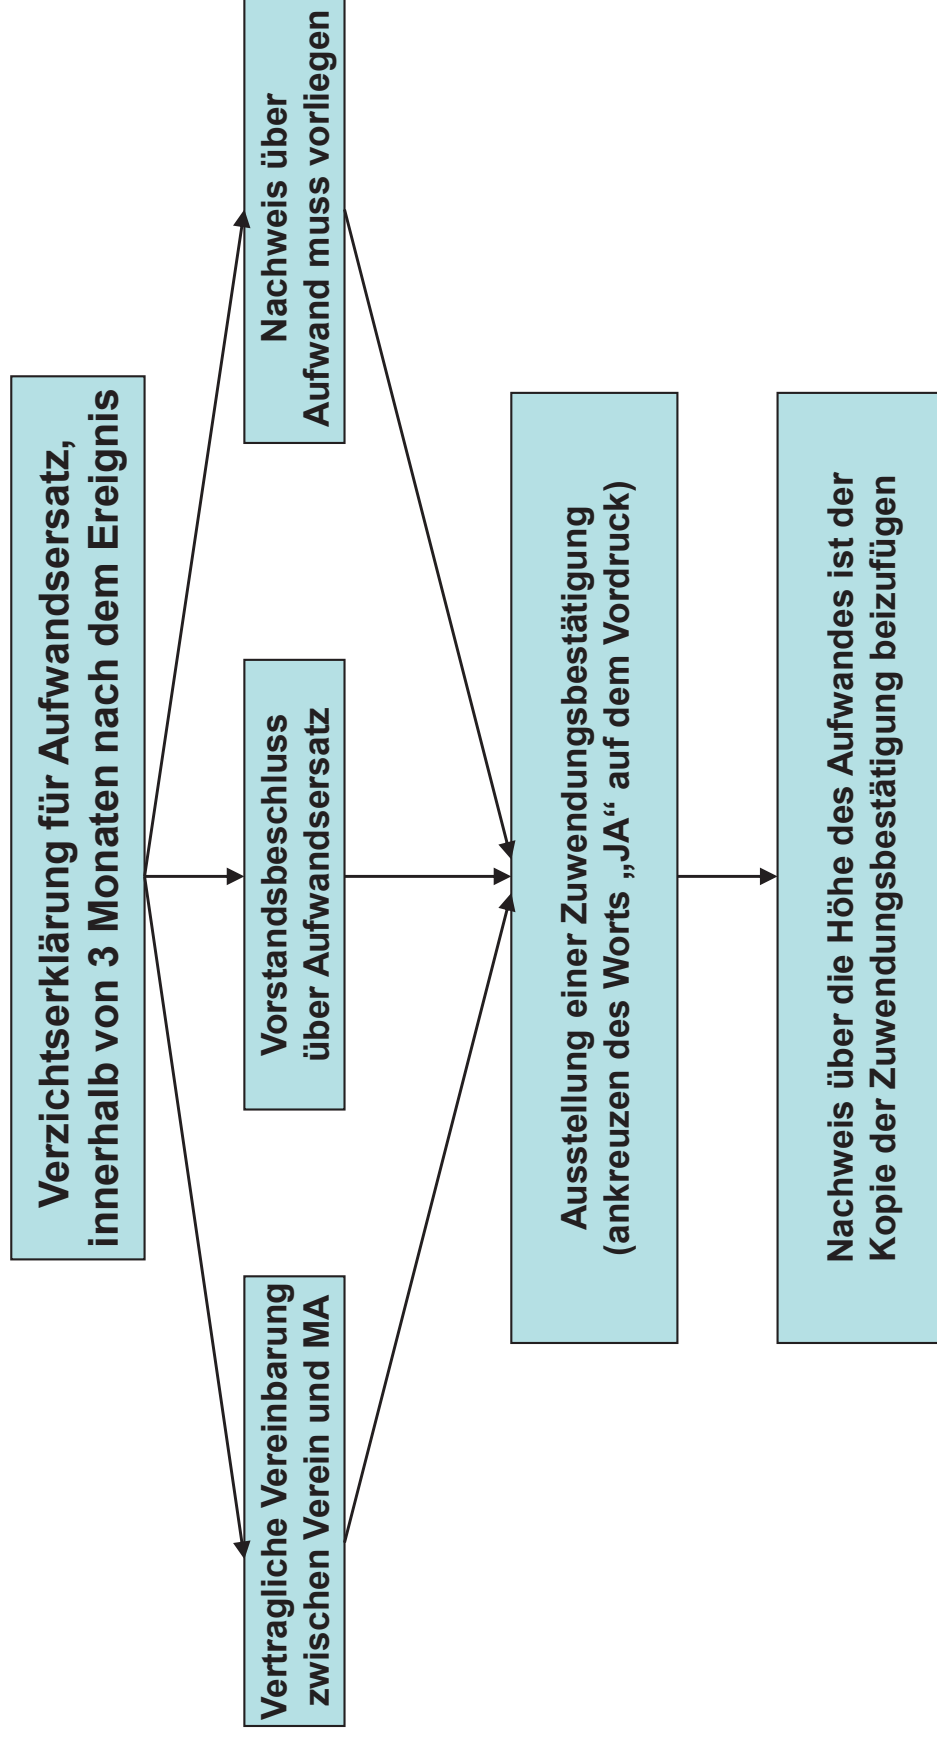 Verzichtserklärung für Aufwandsersatz,
innerhalb von 3 Monaten nach dem Ereignis
Vertragliche Vereinbarung
zwischen Verein und MA
Vorstandsbeschluss
über Aufwandsersatz
Nachweis über
Aufwand muss vorliegen
Ausstellung einer Zuwendungsbestätigung
(ankreuzen des Worts „JA“ auf dem Vordruck)
Nachweis über die Höhe des Aufwandes ist der
Kopie der Zuwendungsbestätigung beizufügen